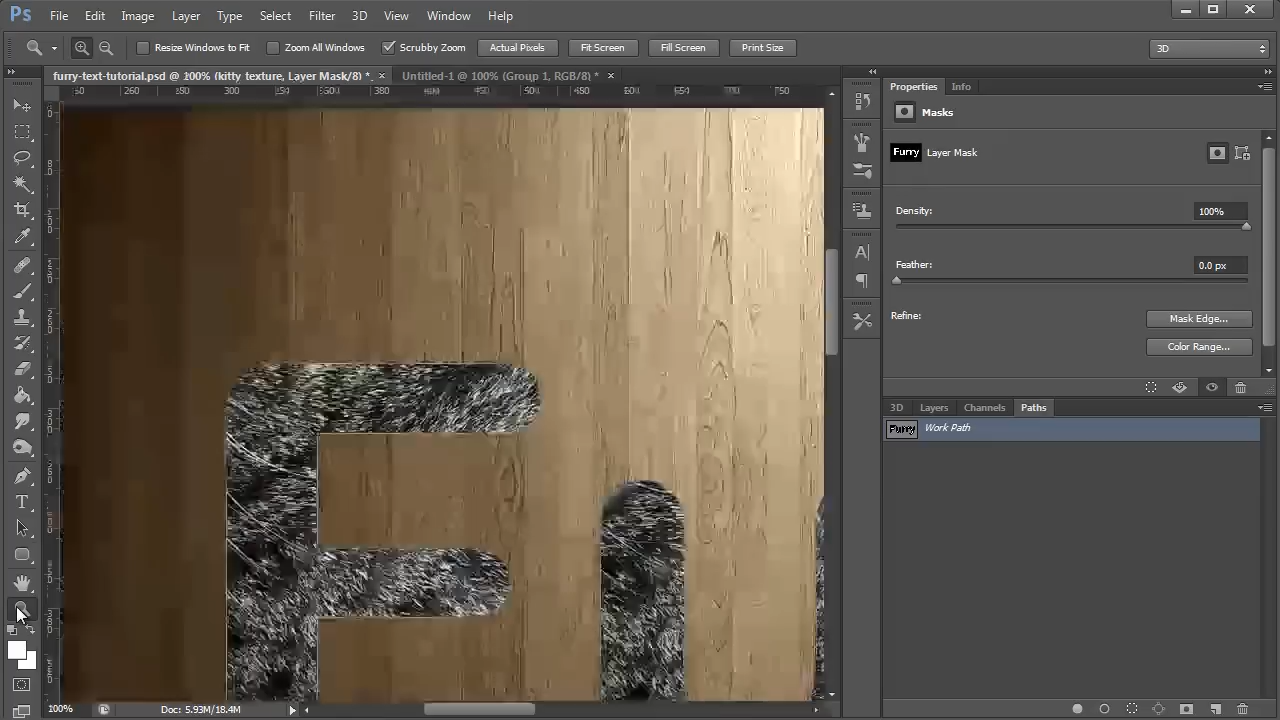 Ps File Edit Image Layer Type Select Filter 3D View Window Help
Resize Windows to Fit Zoom All Windows Scrubby Zoom Actual Pixels Fit Screen Fill Screen Print Size 3D
furry-text-tutorial.psd @ 100% (kitty texture, Layer Mask/8) * × Untitled-1 @ 100% (Group 1, RGB/8) * ×
Properties Info
Masks
Furry Layer Mask
Density: 100%
Feather: 0.0 px
Refine: Mask Edge...
Color Range...
3D Layers Channels Paths
Furry Work Path
100% Doc: 5.93M/18.4M